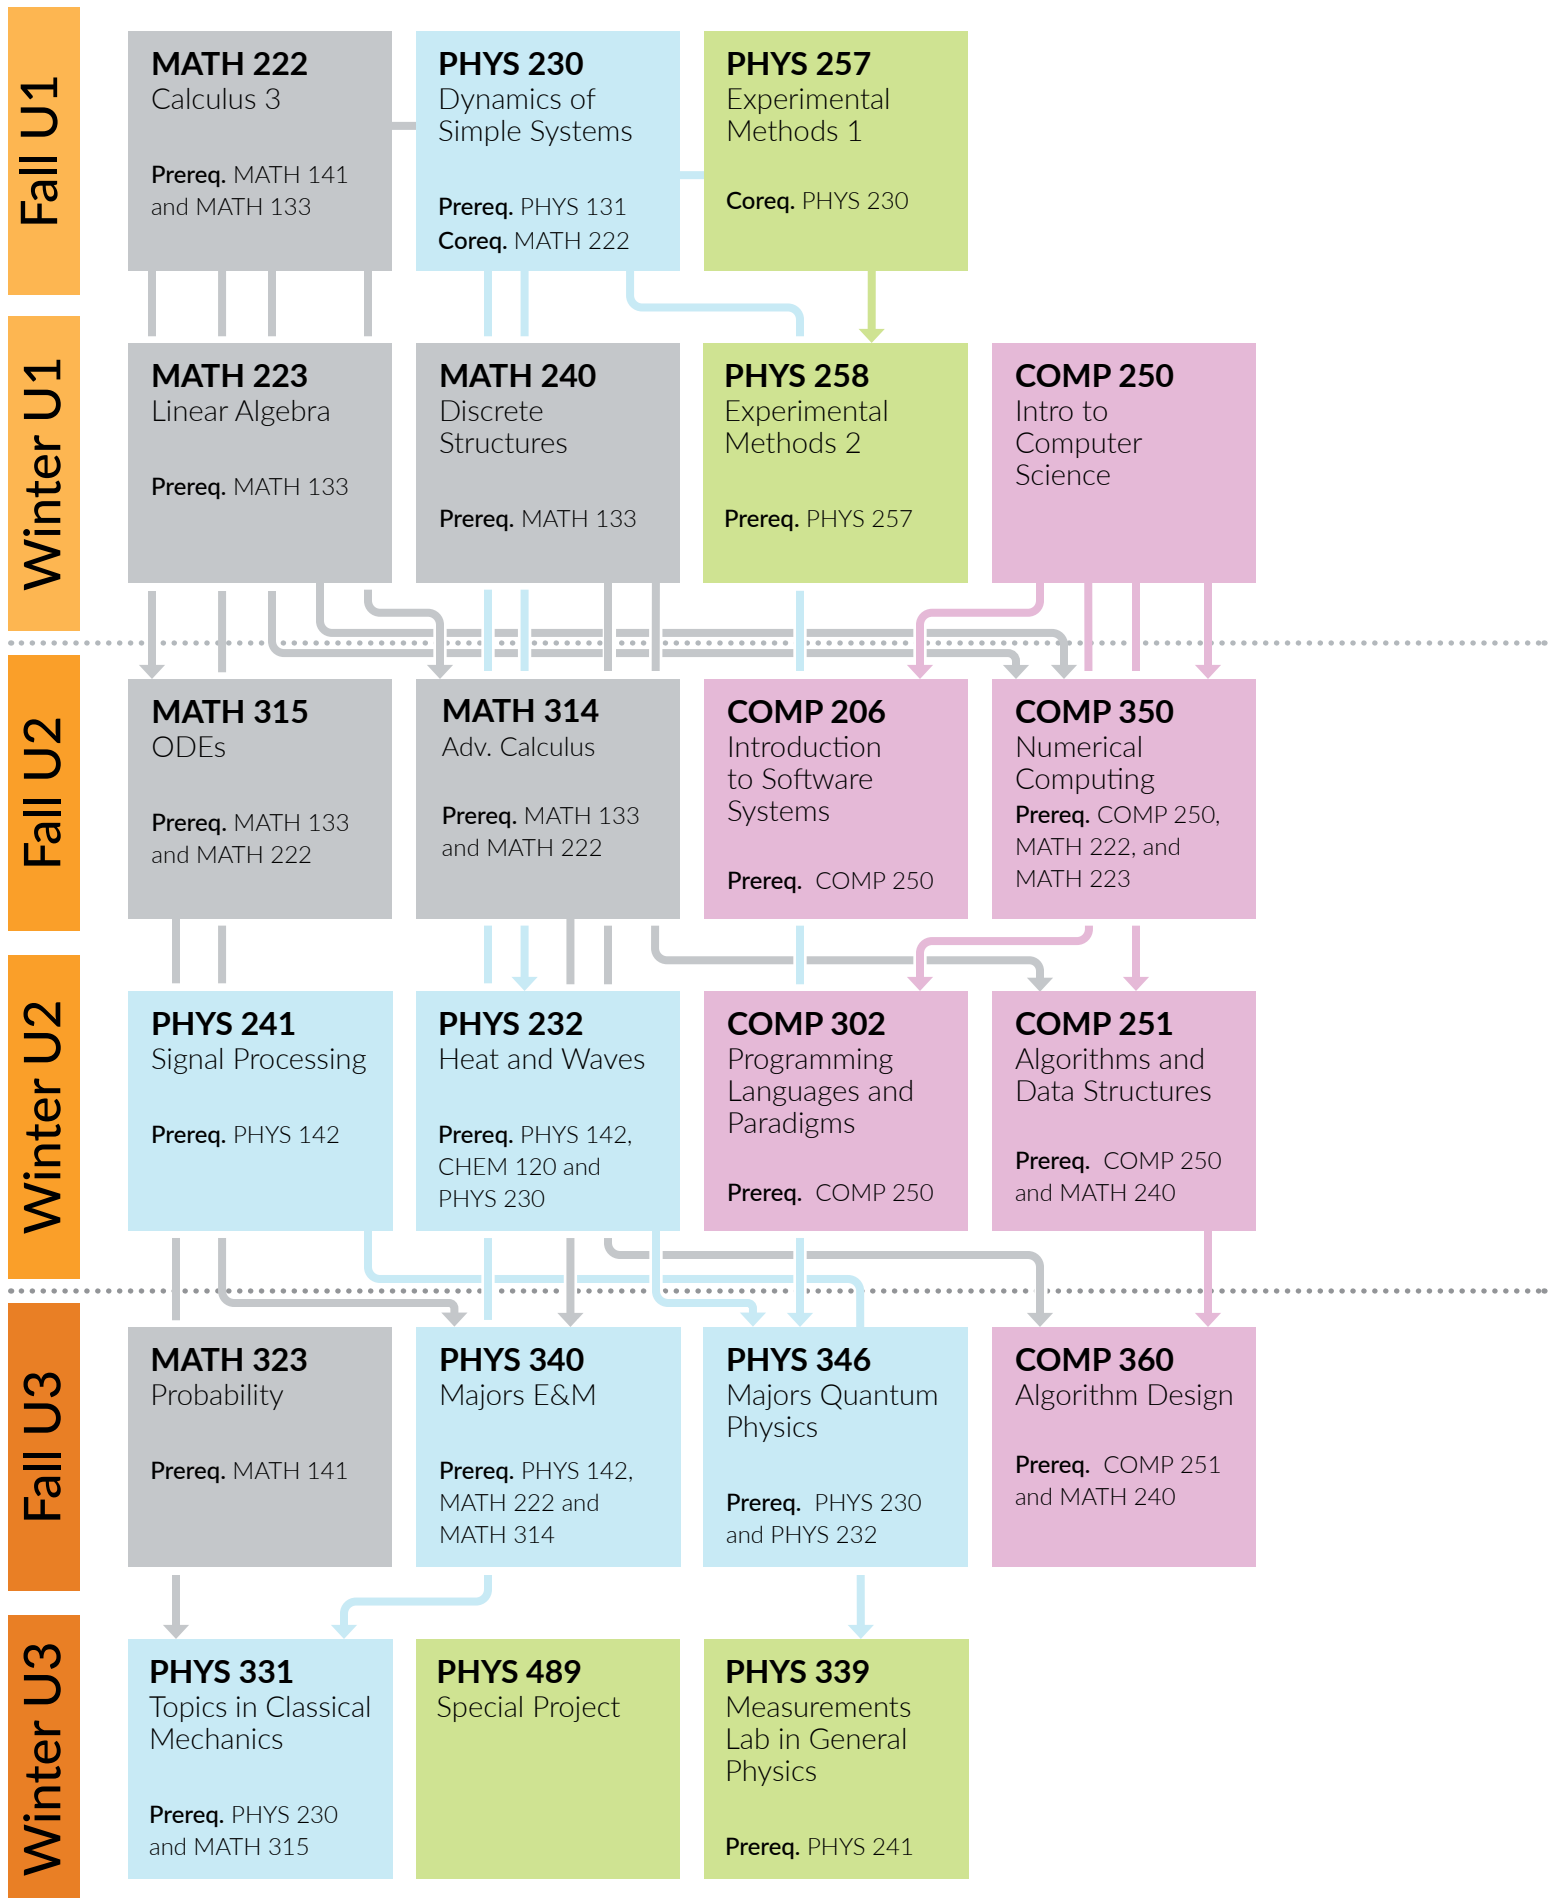 Fall U1
MATH 222
Calculus 3
Prereq. MATH 141
and MATH 133
PHYS 230
Dynamics of
Simple Systems
Prereq. PHYS 131
Coreq. MATH 222
PHYS 257
Experimental
Methods 1
Coreq. PHYS 230
Winter U1
MATH 223
Linear Algebra
Prereq. MATH 133
MATH 240
Discrete
Structures
Prereq. MATH 133
PHYS 258
Experimental
Methods 2
Prereq. PHYS 257
COMP 250
Intro to
Computer
Science
Fall U2
MATH 315
ODEs
Prereq. MATH 133
and MATH 222
MATH 314
Adv. Calculus
Prereq. MATH 133
and MATH 222
COMP 206
Introduction
to Software
Systems
Prereq. COMP 250
COMP 350
Numerical
Computing
Prereq. COMP 250,
MATH 222, and
MATH 223
Winter U2
PHYS 241
Signal Processing
Prereq. PHYS 142
PHYS 232
Heat and Waves
Prereq. PHYS 142,
CHEM 120 and
PHYS 230
COMP 302
Programming
Languages and
Paradigms
Prereq. COMP 250
COMP 251
Algorithms and
Data Structures
Prereq. COMP 250
and MATH 240
Fall U3
MATH 323
Probability
Prereq. MATH 141
PHYS 340
Majors E&M
Prereq. PHYS 142,
MATH 222 and
MATH 314
PHYS 346
Majors Quantum
Physics
Prereq. PHYS 230
and PHYS 232
COMP 360
Algorithm Design
Prereq. COMP 251
and MATH 240
Winter U3
PHYS 331
Topics in Classical
Mechanics
Prereq. PHYS 230
and MATH 315
PHYS 489
Special Project
PHYS 339
Measurements
Lab in General
Physics
Prereq. PHYS 241